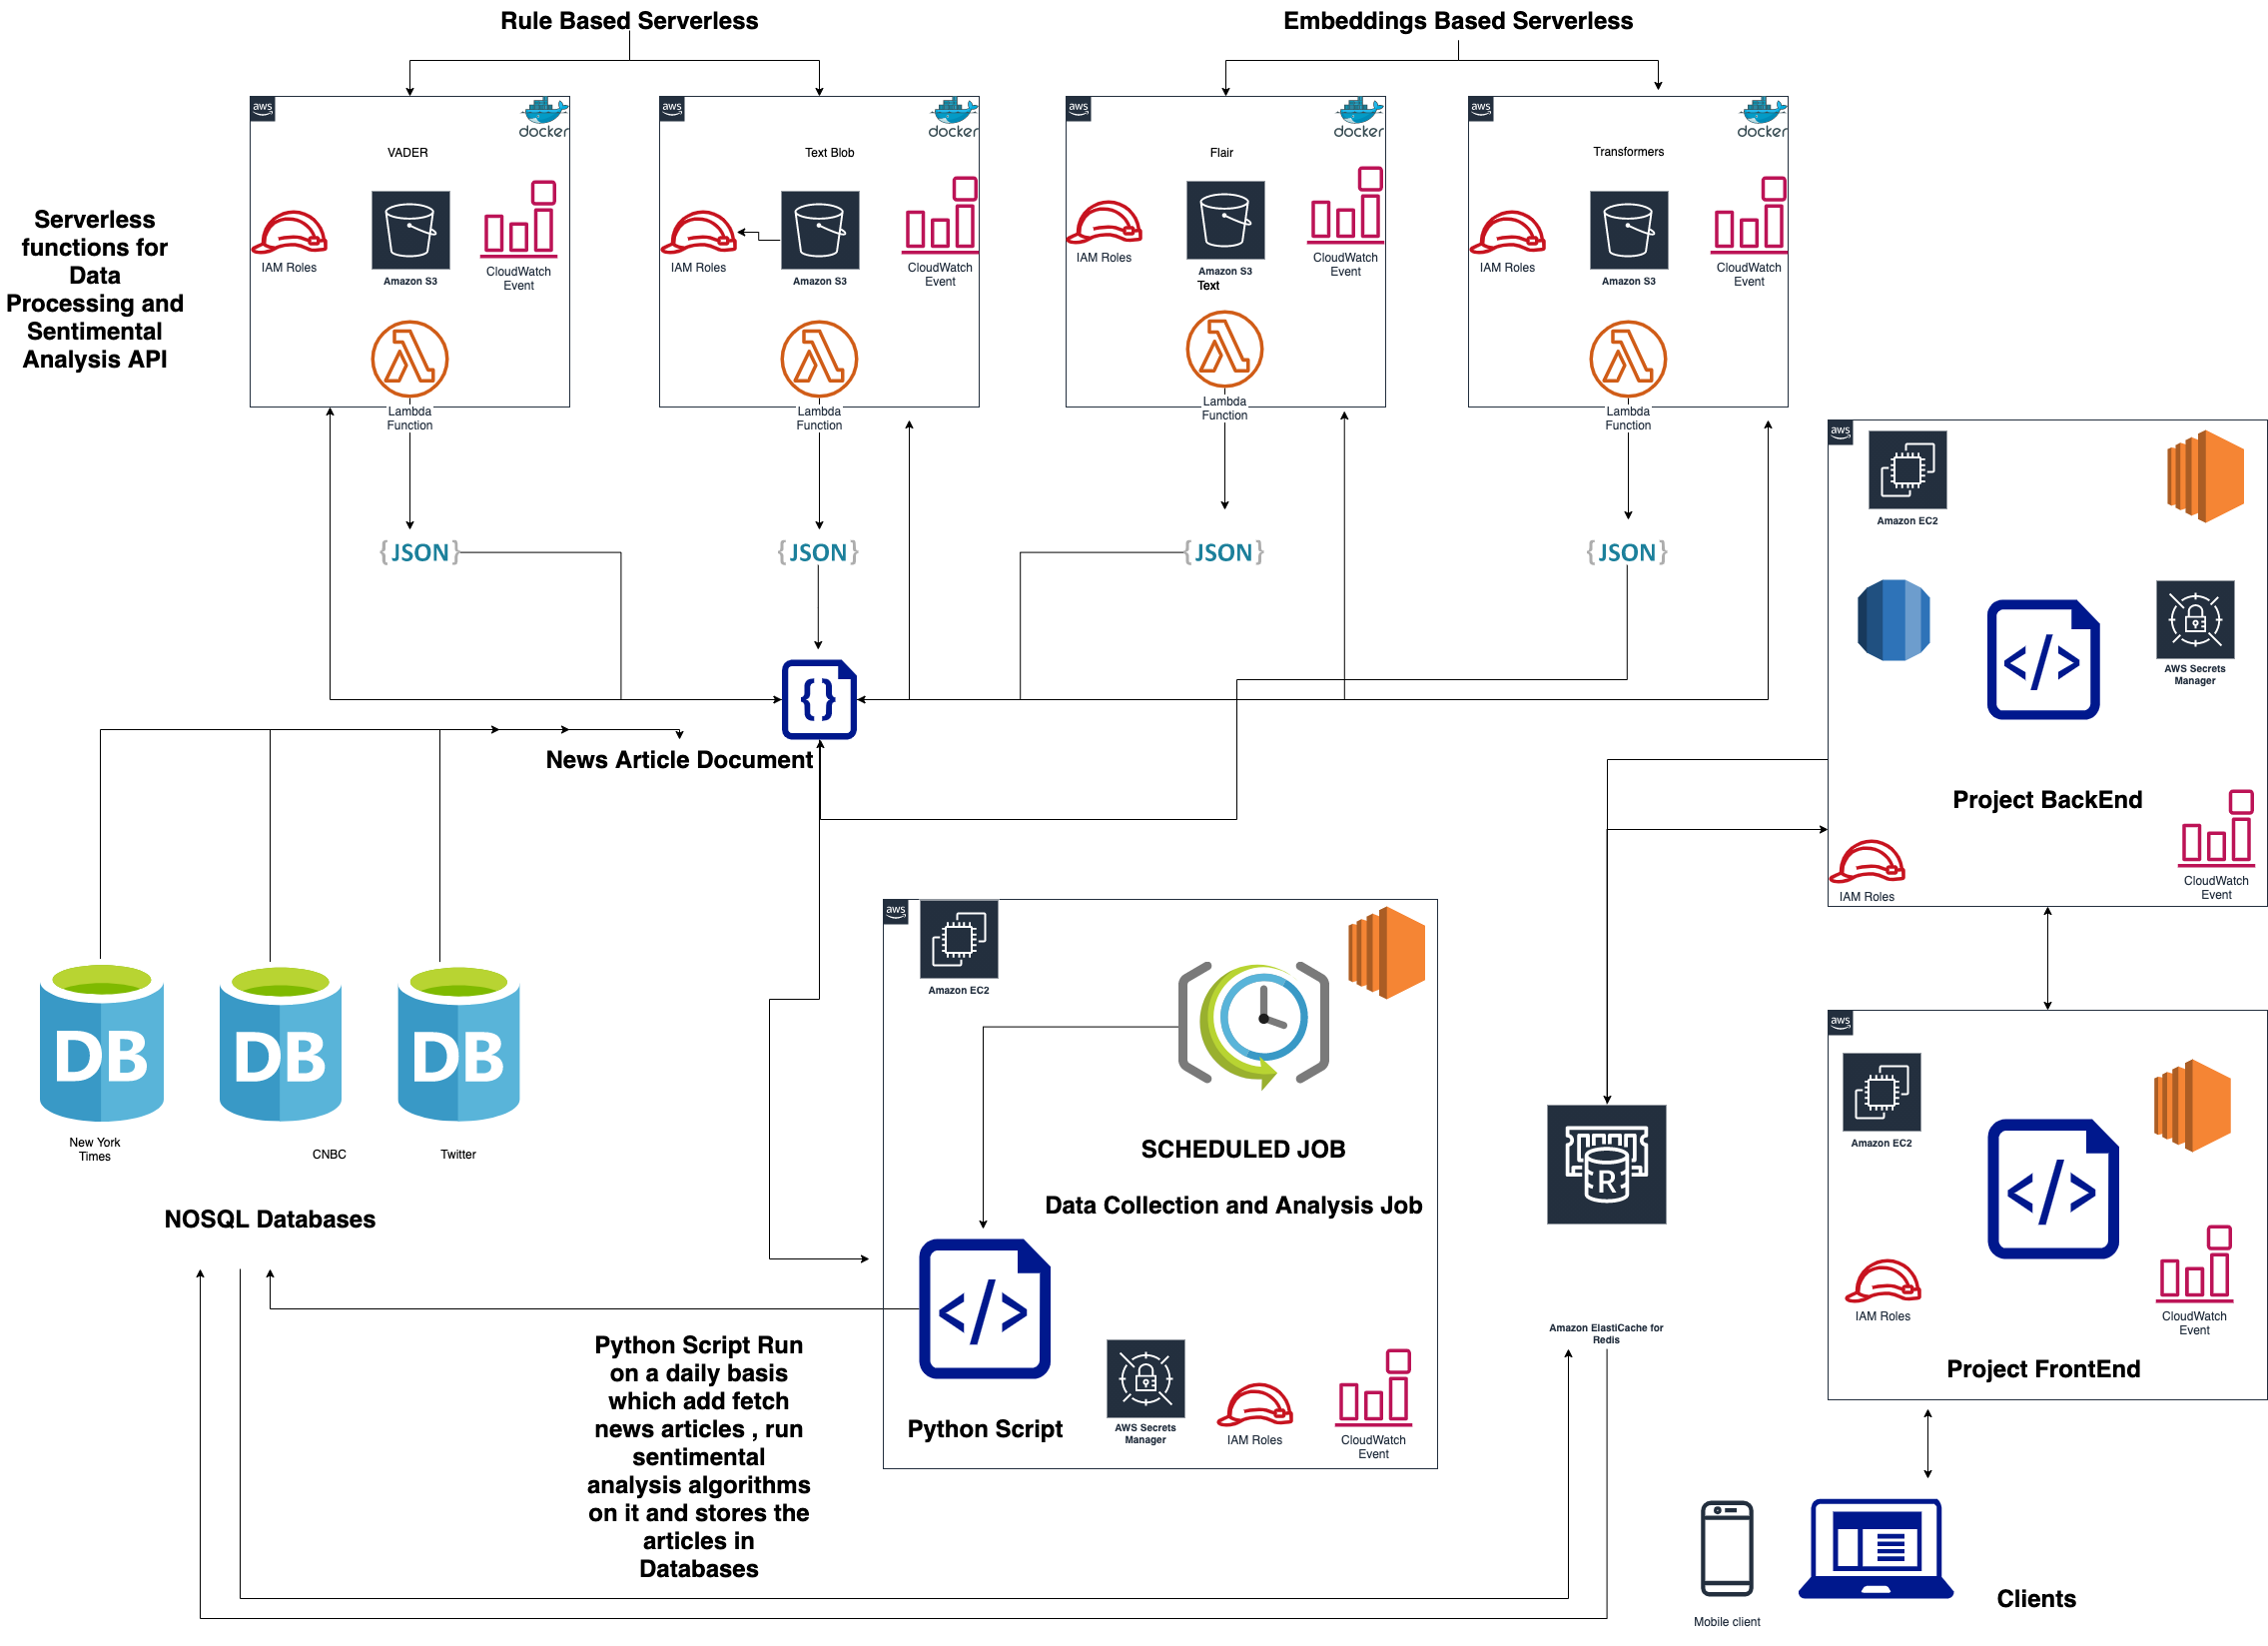 Rule Based Serverless
Embeddings Based Serverless
aws
docker
aws
docker
aws
docker
aws
docker
VADER
Text Blob
Flair
Transformers
Serverless
functions for
Data
Processing and
Sentimental
Analysis API
IAM Roles
Amazon S3
CloudWatch
Event
IAM Roles
Amazon S3
CloudWatch
Event
IAM Roles
Amazon S3
Text
CloudWatch
Event
IAM Roles
Amazon S3
CloudWatch
Event
Lambda
Function
Lambda
Function
Lambda
Function
Lambda
Function
{JSON}
{JSON}
{JSON}
{JSON}
aws
Amazon EC2
</>
AWS Secrets
Manager
{}
News Article Document
Project BackEnd
IAM Roles
CloudWatch
Event
DB
DB
DB
New York
Times
CNBC
Twitter
NOSQL Databases
aws
Amazon EC2
SCHEDULED JOB
Data Collection and Analysis Job
</>
Python Script
AWS Secrets
Manager
IAM Roles
CloudWatch
Event
Python Script Run
on a daily basis
which add fetch
news articles , run
sentimental
analysis algorithms
on it and stores the
articles in
Databases
R
Amazon ElastiCache for
Redis
aws
Amazon EC2
</>
IAM Roles
CloudWatch
Event
Project FrontEnd
Mobile client
Clients